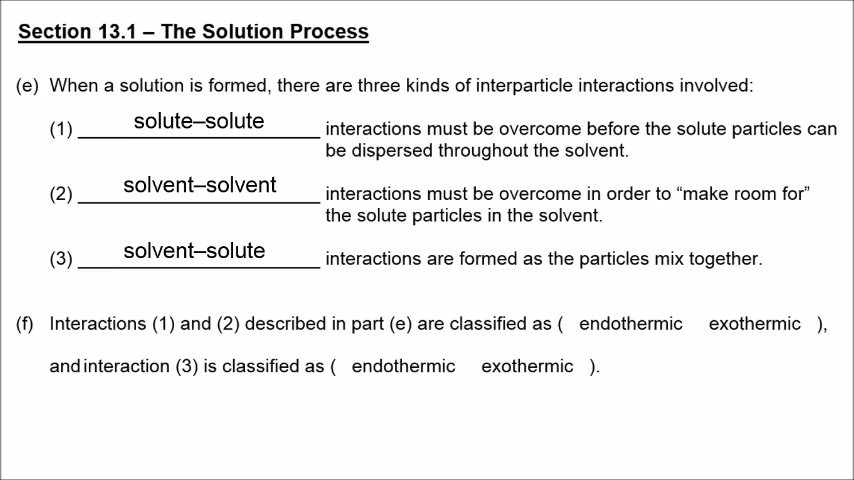 Section 13.1 – The Solution Process
(e) When a solution is formed, there are three kinds of interparticle interactions involved:
(1) solute–solute interactions must be overcome before the solute particles can
be dispersed throughout the solvent.
(2) solvent–solvent interactions must be overcome in order to “make room for”
the solute particles in the solvent.
(3) solvent–solute interactions are formed as the particles mix together.
(f) Interactions (1) and (2) described in part (e) are classified as ( endothermic exothermic ),
and interaction (3) is classified as ( endothermic exothermic ).